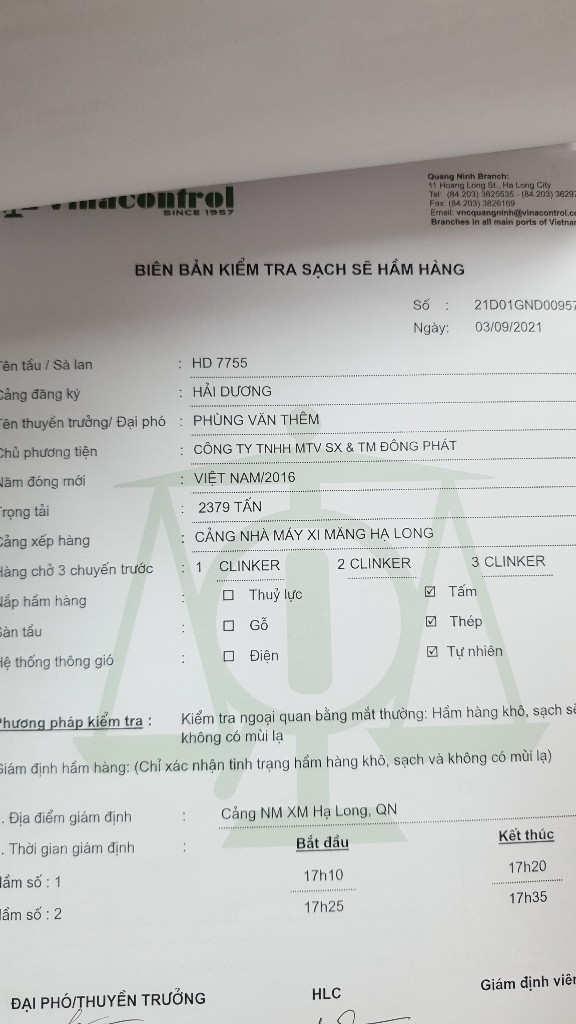 Vinacontrol
SINCE 1957
Quang Ninh Branch:
11 Hoang Long St., Ha Long City
Tel: (84.203) 3825535 - (84.203) 36297
Fax: (84.203) 3826169
Email: vncquangninh@vinacontrol.co
Branches in all main ports of Vietnam
BIÊN BẢN KIỂM TRA SẠCH SẼ HẦM HÀNG
Số : 21D01GND00957
Ngày: 03/09/2021
Tên tầu / Sà lan : HD 7755
Cảng đăng ký : HẢI DƯƠNG
Tên thuyền trưởng/ Đại phó : PHÙNG VĂN THÊM
Chủ phương tiện : CÔNG TY TNHH MTV SX & TM ĐÔNG PHÁT
Năm đóng mới : VIỆT NAM/2016
Trọng tải : 2379 TẤN
Cảng xếp hàng : CẢNG NHÀ MÁY XI MĂNG HẠ LONG
Hàng chở 3 chuyến trước : 1 CLINKER 2 CLINKER 3 CLINKER
Nắp hầm hàng : ☐ Thuỷ lực ☑ Tấm
Sàn tầu : ☐ Gỗ ☑ Thép
Hệ thống thông gió : ☐ Điện ☑ Tự nhiên
Phương pháp kiểm tra : Kiểm tra ngoại quan bằng mắt thường: Hầm hàng khô, sạch sẽ
không có mùi lạ
Giám định hầm hàng: (Chỉ xác nhận tình trạng hầm hàng khô, sạch và không có mùi lạ)
. Địa điểm giám định : Cảng NM XM Hạ Long, QN
. Thời gian giám định : Bắt đầu Kết thúc
Hầm số : 1 17h10 17h20
Hầm số : 2 17h25 17h35
ĐẠI PHÓ/THUYỀN TRƯỞNG HLC Giám định viên